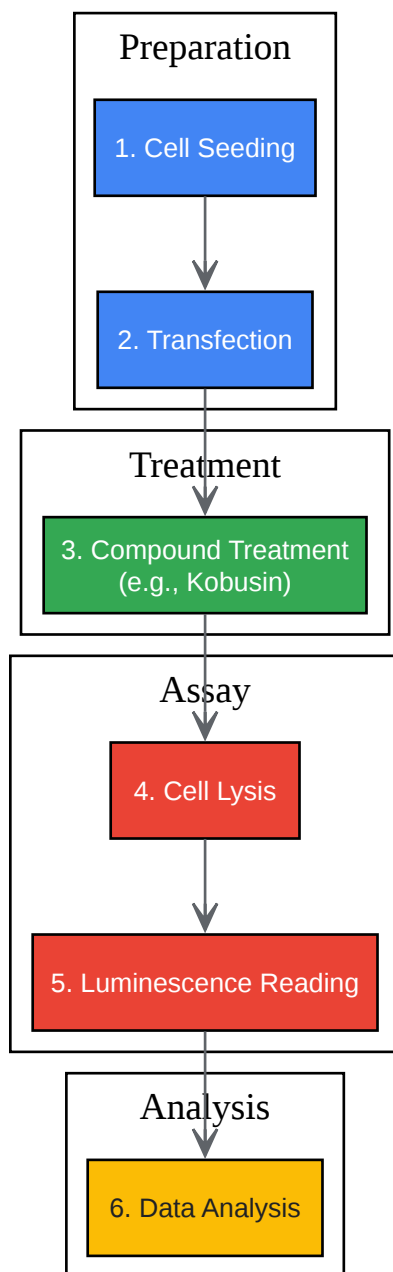 Preparation
1. Cell Seeding
2. Transfection
Treatment
3. Compound Treatment
(e.g., Kobusin)
Assay
4. Cell Lysis
5. Luminescence Reading
Analysis
6. Data Analysis